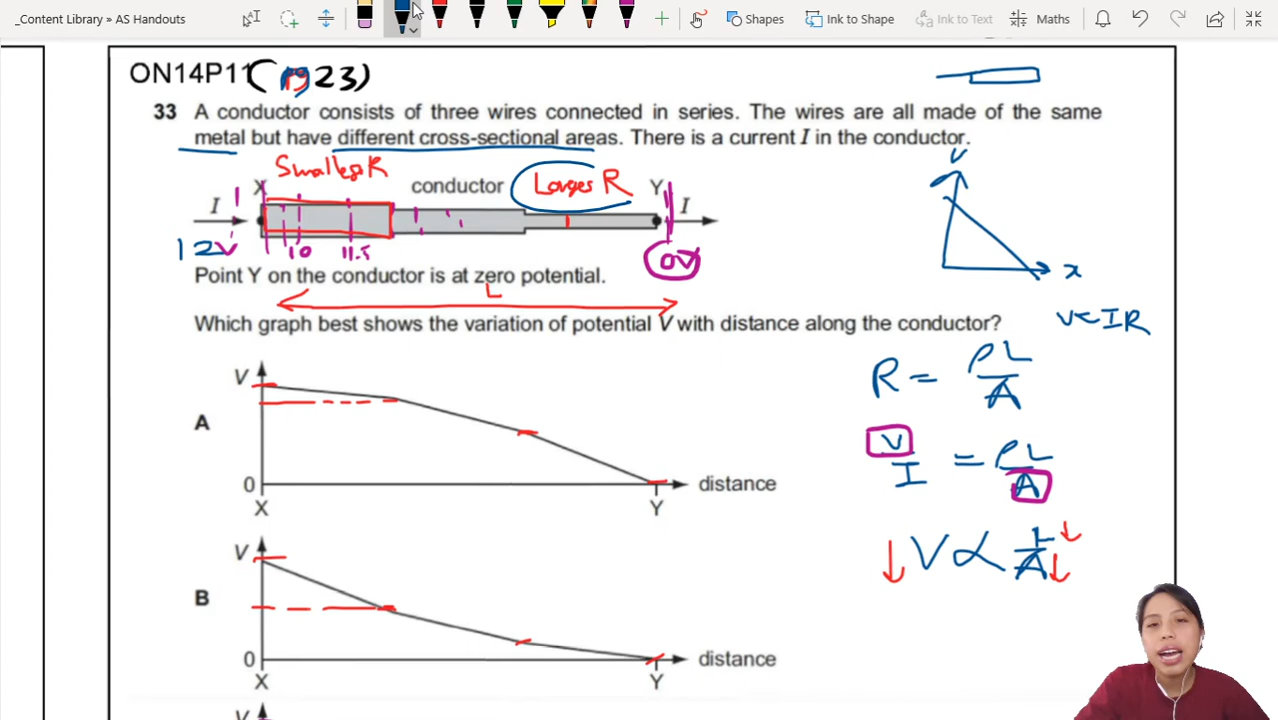 _Content Library » AS Handouts
Shapes
Ink to Shape
Ink to Text
Maths
ON14P11 (pg 23)
33 A conductor consists of three wires connected in series. The wires are all made of the same
metal but have different cross-sectional areas. There is a current I in the conductor.
Smallest R
X conductor Larges R Y
I I
12V 10 11.5 0V
Point Y on the conductor is at zero potential.
L
Which graph best shows the variation of potential V with distance along the conductor?
V
x
V=IR
R = ρL/A
V/I = ρL/A
↓ V ∝ L/A ↓ ↓
V
A
0 distance
X Y
V
B
0 distance
X Y
V